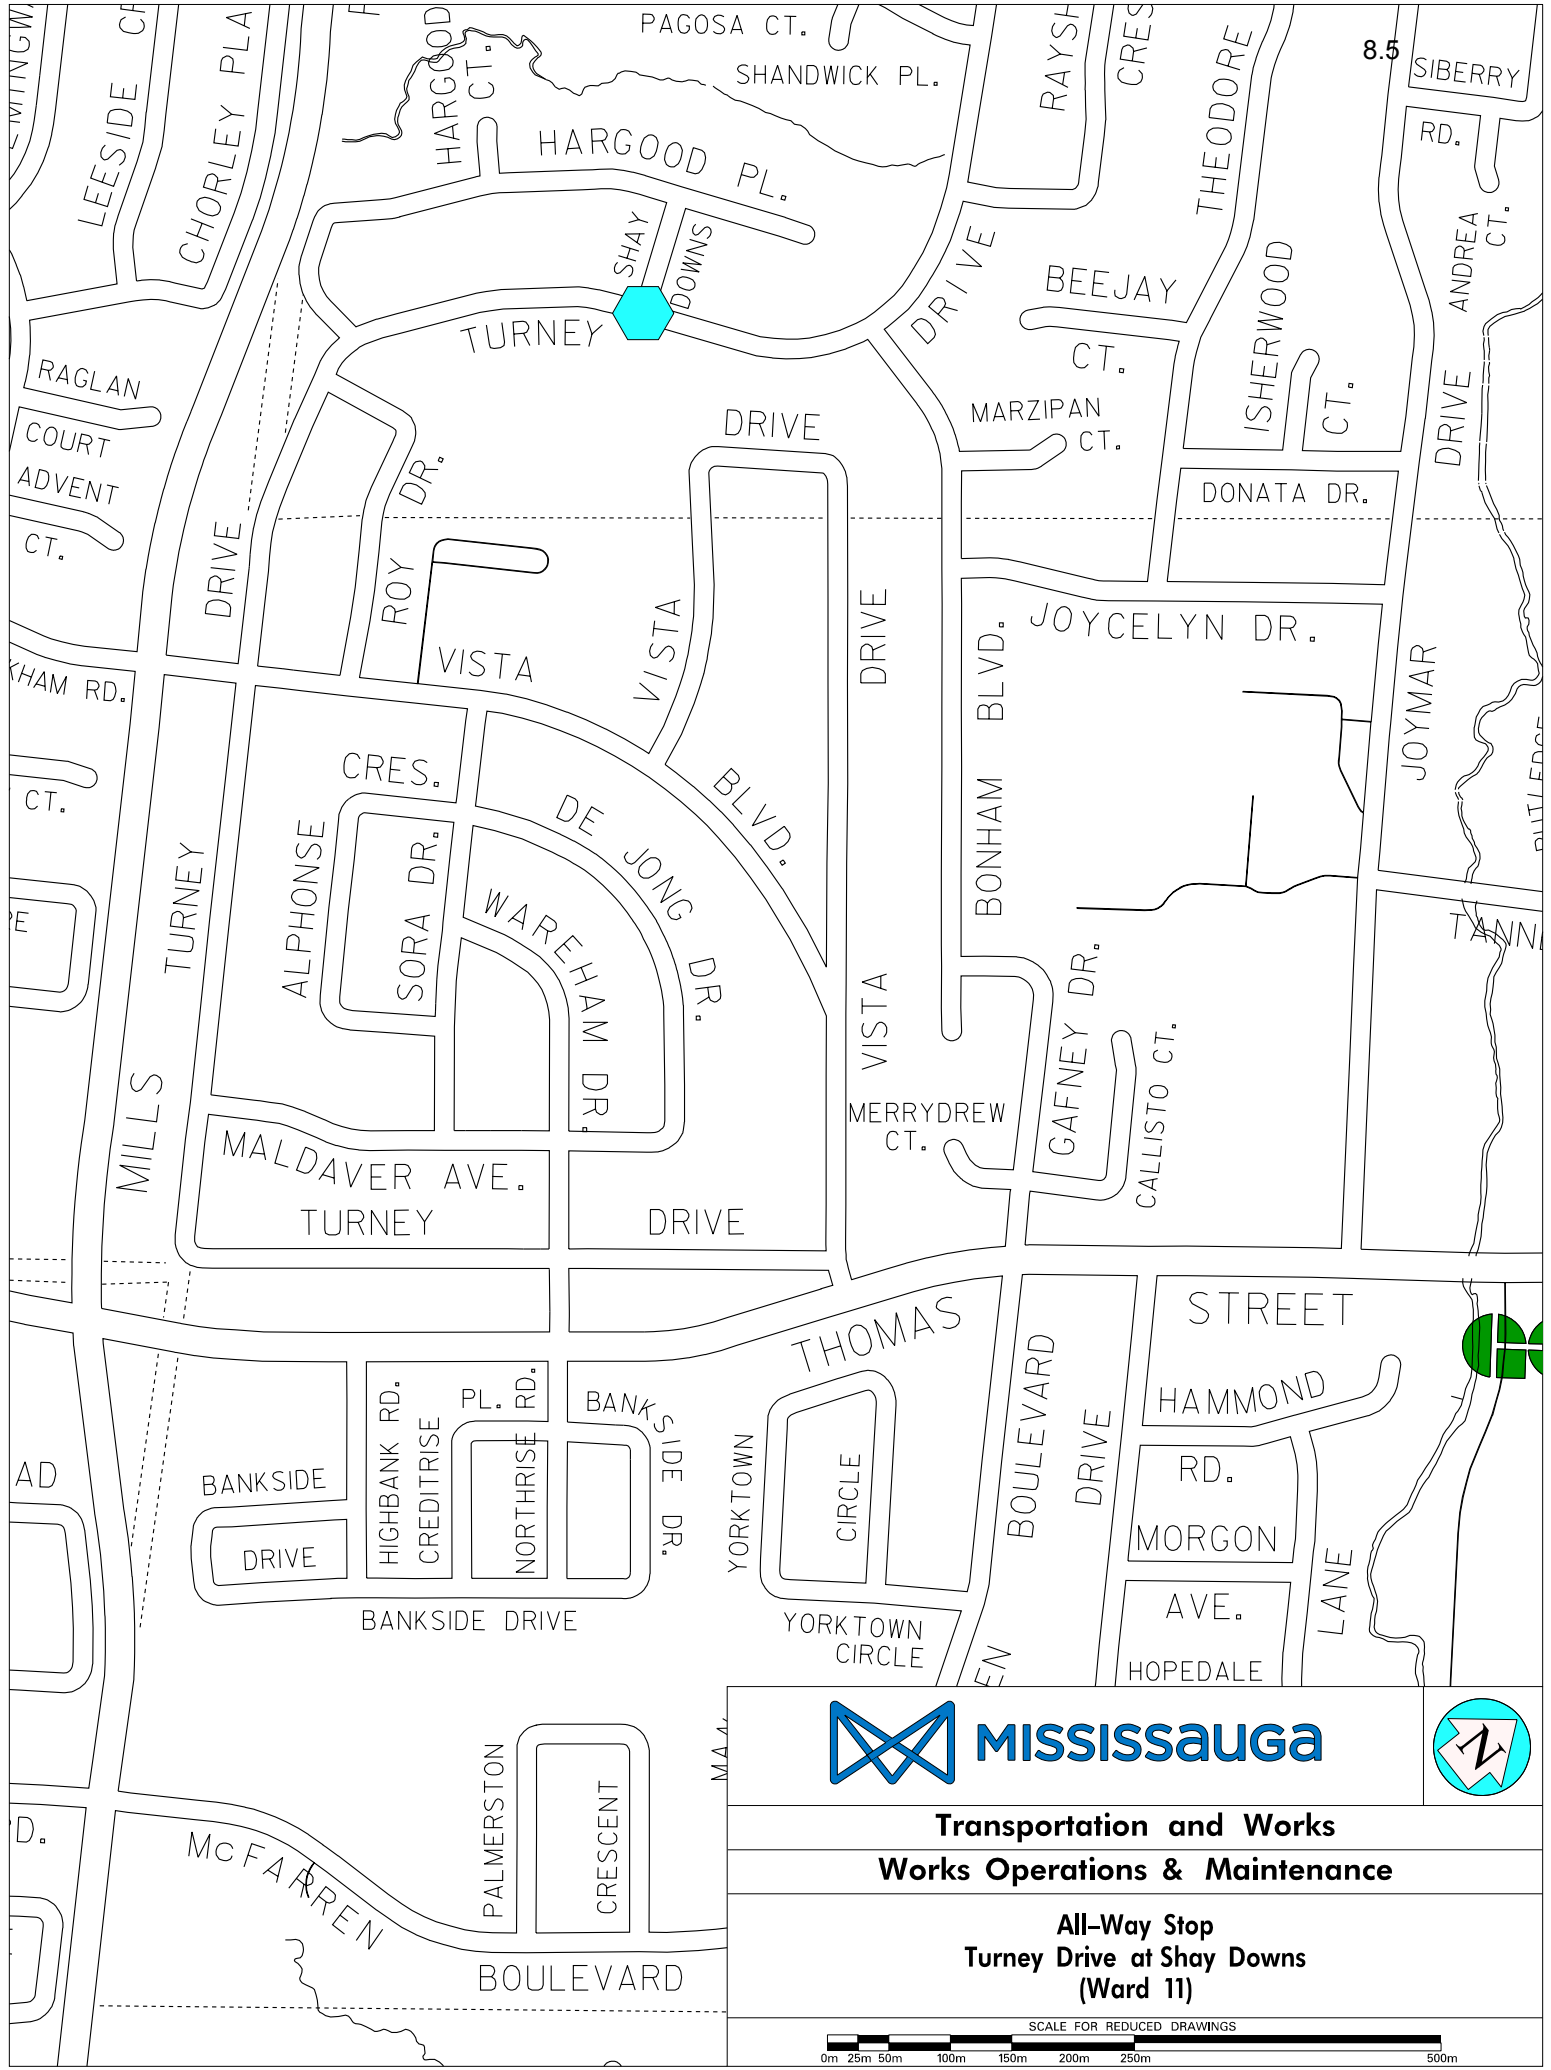 PAGOSA CT.
8.5
SHANDWICK PL.
SIBERRY
RD.
LEESIDE
CHORLEY
HARGOOD
CT.
HARGOOD PL.
THEODORE
CRES
SHAY
DOWNS
DRIVE
ANDREA
CT.
BEEJAY
CT.
ISHERWOOD
CT.
TURNEY
DRIVE
RAGLAN
COURT
ADVENT
CT.
DRIVE
MARZIPAN
CT.
DRIVE
DONATA DR.
ROY DR.
DRIVE
VISTA
VISTA
BLVD.
JOYCELYN DR.
BONHAM BLVD.
JOYMAR
RD.
CRES.
CT.
TURNEY
ALPHONSE
SORA DR.
DE JONG DR.
WAREHAM DR.
BLVD.
VISTA
GAFNEY DR.
CALLISTO CT.
MERRYDREW
CT.
MILLS
MALDAVER AVE.
TURNEY
DRIVE
THOMAS
STREET
HIGHBANK RD.
CREDITRISE
PL.
NORTHRISE RD.
BANKSIDE DR.
BANKSIDE
DRIVE
BANKSIDE DRIVE
YORKTOWN
CIRCLE
YORKTOWN
CIRCLE
BOULEVARD
DRIVE
HAMMOND
RD.
MORGON
AVE.
LANE
HOPEDALE
McFARREN
BOULEVARD
PALMERSTON
CRESCENT
MISSISSAUGA
N
Transportation and Works
Works Operations & Maintenance
All-Way Stop
Turney Drive at Shay Downs
(Ward 11)
SCALE FOR REDUCED DRAWINGS
0m 25m 50m 100m 150m 200m 250m 500m